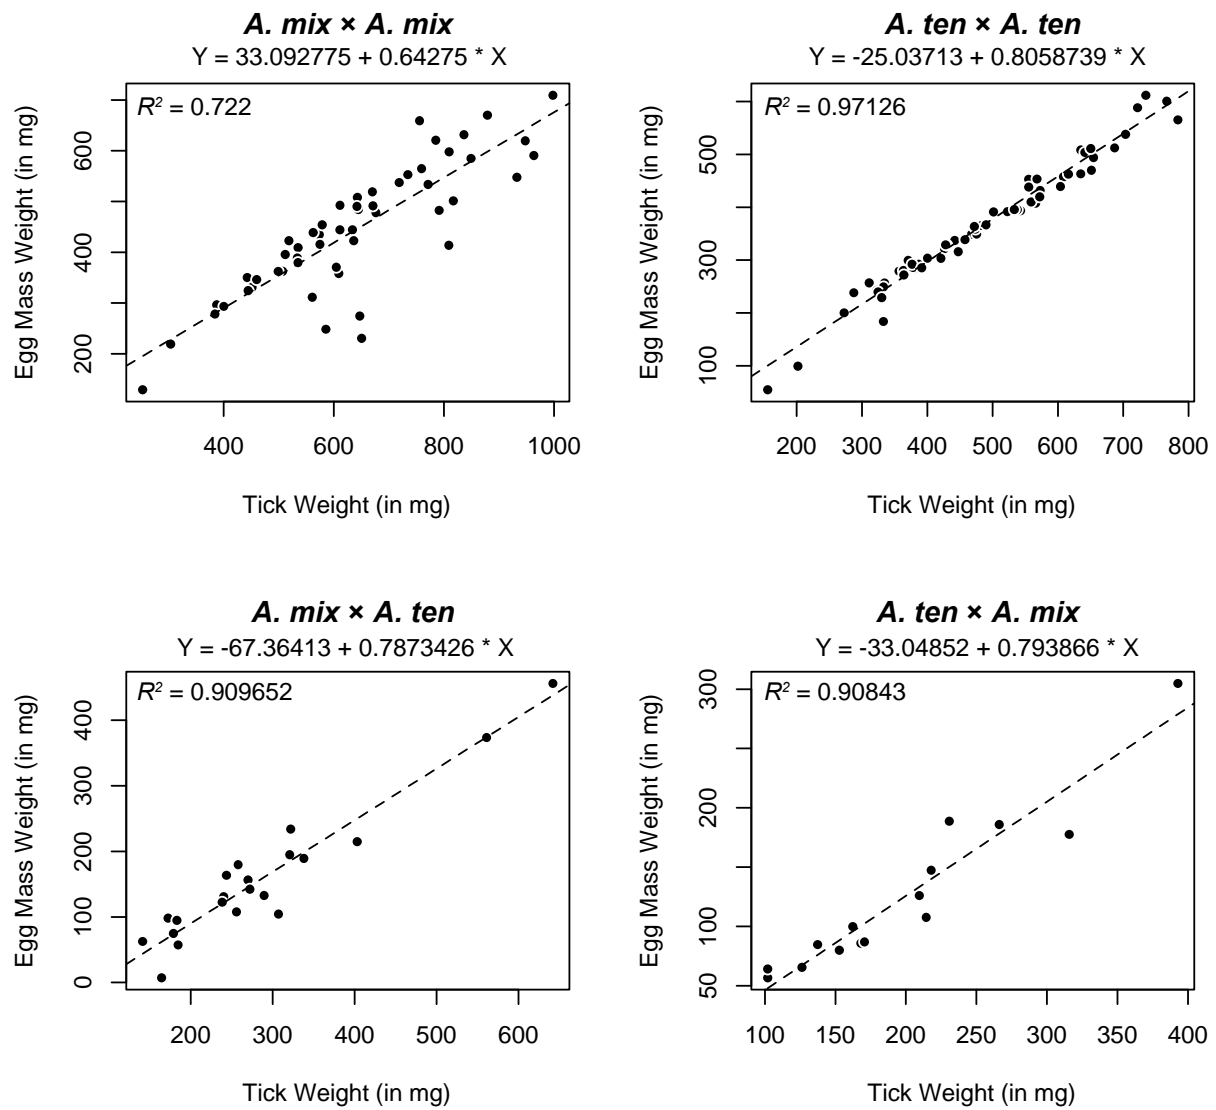 A. mix × A. mix
Y = 33.092775 + 0.64275 * X
R² = 0.722
Egg Mass Weight (in mg)
600
400
200
400 600 800 1000
Tick Weight (in mg)
A. ten × A. ten
Y = -25.03713 + 0.8058739 * X
R² = 0.97126
Egg Mass Weight (in mg)
500
300
100
200 300 400 500 600 700 800
Tick Weight (in mg)
A. mix × A. ten
Y = -67.36413 + 0.7873426 * X
R² = 0.909652
Egg Mass Weight (in mg)
400
300
200
100
0
200 300 400 500 600
Tick Weight (in mg)
A. ten × A. mix
Y = -33.04852 + 0.793866 * X
R² = 0.90843
Egg Mass Weight (in mg)
300
200
100
50
100 150 200 250 300 350 400
Tick Weight (in mg)